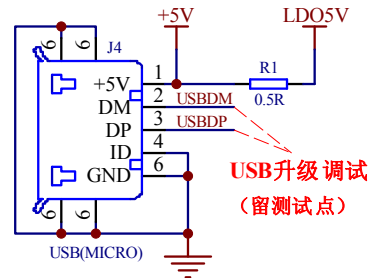 +5V
LDO5V
J4
6
6
+5V
1
R1
DM
2
USBDM
0.5R
DP
3
USBDP
ID
4
GND
6
USB升级调试
(留测试点)
6
6
USB(MICRO)